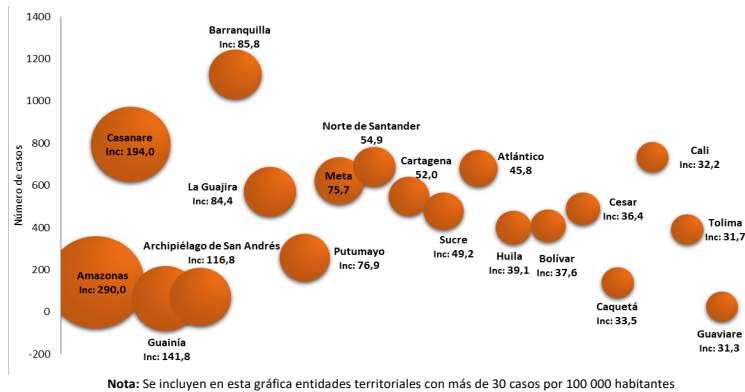 1400
1200
1000
800
600
400
200
0
-200
Número de casos
Barranquilla
Inc: 85,8
Casanare
Inc: 194,0
Norte de Santander
54,9
La Guajira
Inc: 84,4
Meta
75,7
Cartagena
52,0
Atlántico
45,8
Cali
Inc: 32,2
Archipiélago de San Andrés
Inc: 116,8
Putumayo
Inc: 76,9
Sucre
Inc: 49,2
Huila
Inc: 39,1
Bolívar
Inc: 37,6
Cesar
Inc: 36,4
Tolima
Inc: 31,7
Amazonas
Inc: 290,0
Guainía
Inc: 141,8
Caquetá
Inc: 33,5
Guaviare
Inc: 31,3
Nota: Se incluyen en esta gráfica entidades territoriales con más de 30 casos por 100 000 habitantes